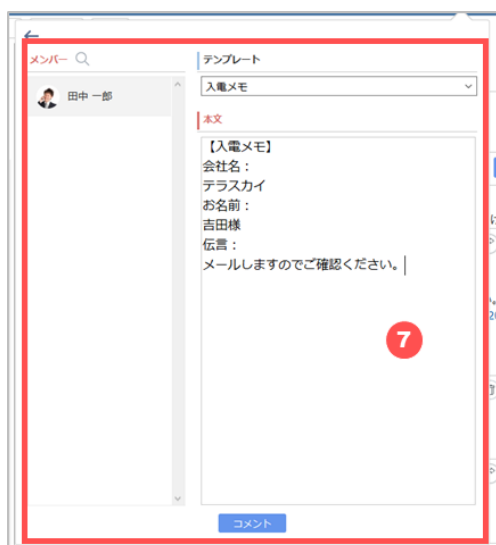 メンバー
田中 一郎
テンプレート
入電メモ
本文
【入電メモ】
会社名：
テラスカイ
お名前：
吉田様
伝言：
メールしますのでご確認ください。
7
コメント